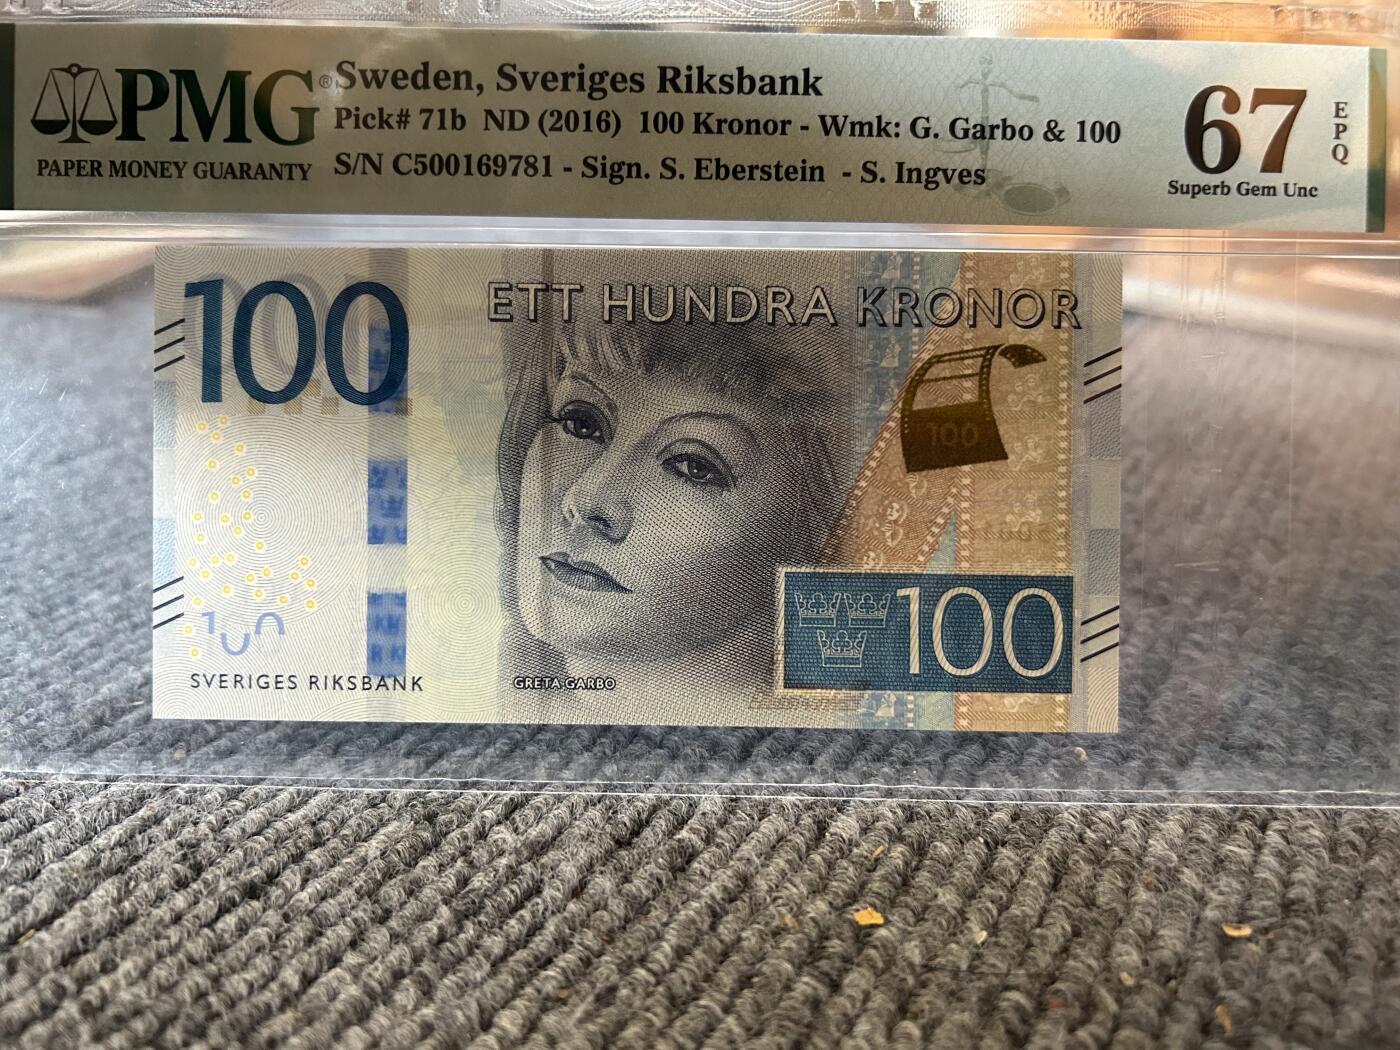 PMG®
PAPER MONEY GUARANTY
Sweden, Sveriges Riksbank
Pick# 71b ND (2016) 100 Kronor - Wmk: G. Garbo & 100
S/N C500169781 - Sign. S. Eberstein - S. Ingves
67
EPQ
Superb Gem Unc
100
ETT HUNDRA KRONOR
100
100
SVERIGES RIKSBANK
GRETA GARBO